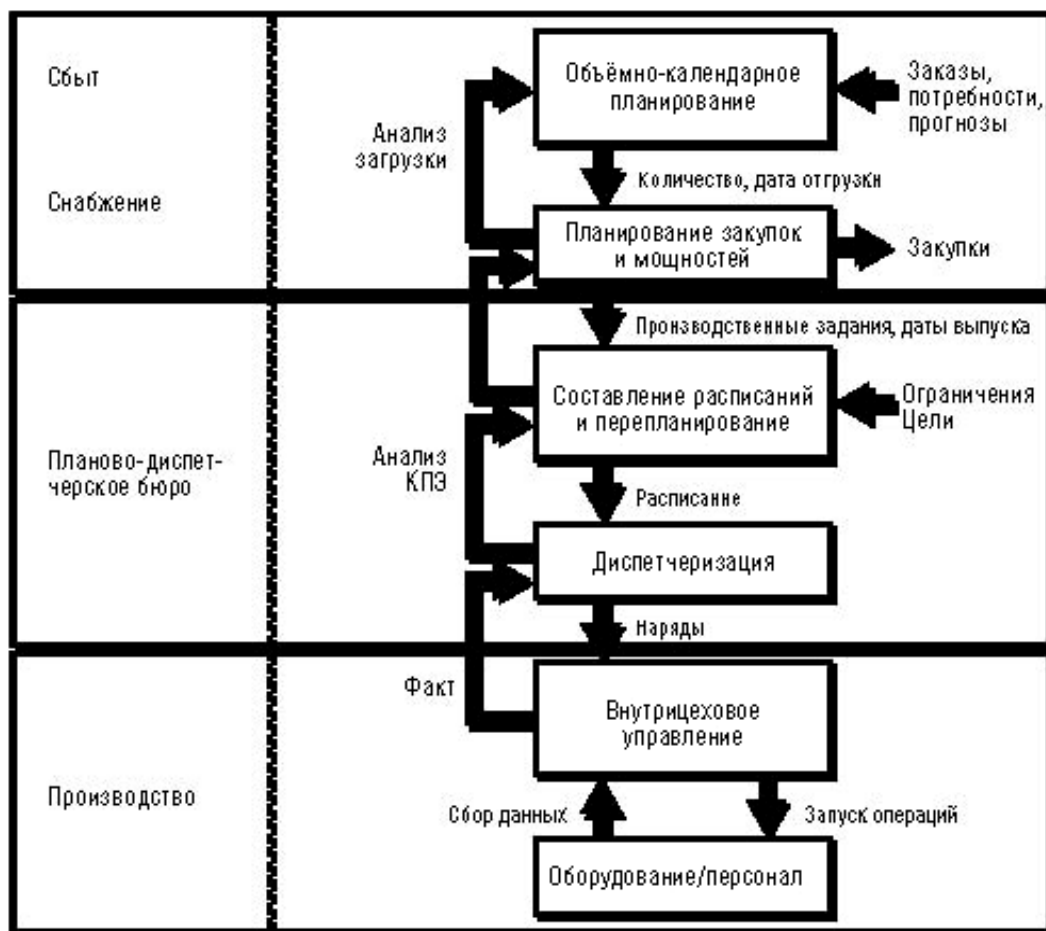 Сбыт
Объёмно-календарное
планирование
Заказы,
потребности,
прогнозы
Анализ
загрузки
Количество, дата отгрузки
Снабжение
Планирование закупок
и мощностей
Закупки
Производственные задания, даты выпуска
Составление расписаний
и перепланирование
Ограничения
Цели
Планово-диспет-
черское бюро
Анализ
КПЭ
Расписание
Диспетчеризация
Наряды
Факт
Внутрицеховое
управление
Производство
Сбор данных
Запуск операций
Оборудование/персонал